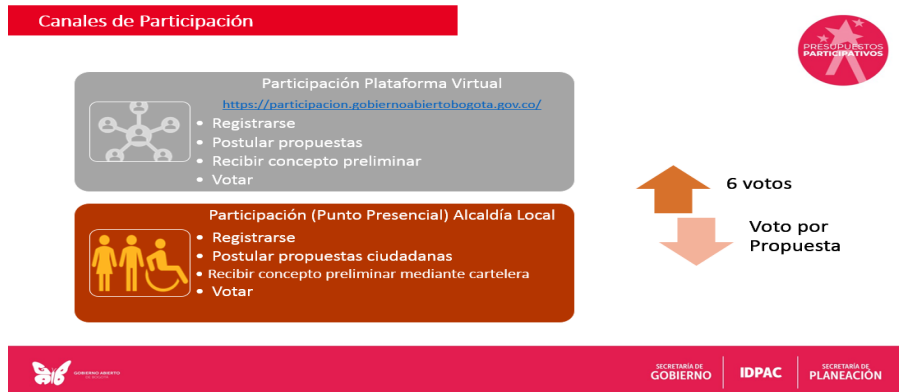 Canales de Participación
PRESUPUESTOS
PARTICIPATIVOS
Participación Plataforma Virtual
https://participacion.gobiernoabiertobogota.gov.co/
• Registrarse
• Postular propuestas
• Recibir concepto preliminar
• Votar
Participación (Punto Presencial) Alcaldía Local
• Registrarse
• Postular propuestas ciudadanas
• Recibir concepto preliminar mediante cartelera
• Votar
6 votos
Voto por
Propuesta
GOBIERNO ABIERTO
DE BOGOTÁ
SECRETARÍA DE
GOBIERNO
IDPAC
SECRETARÍA DE
PLANEACIÓN